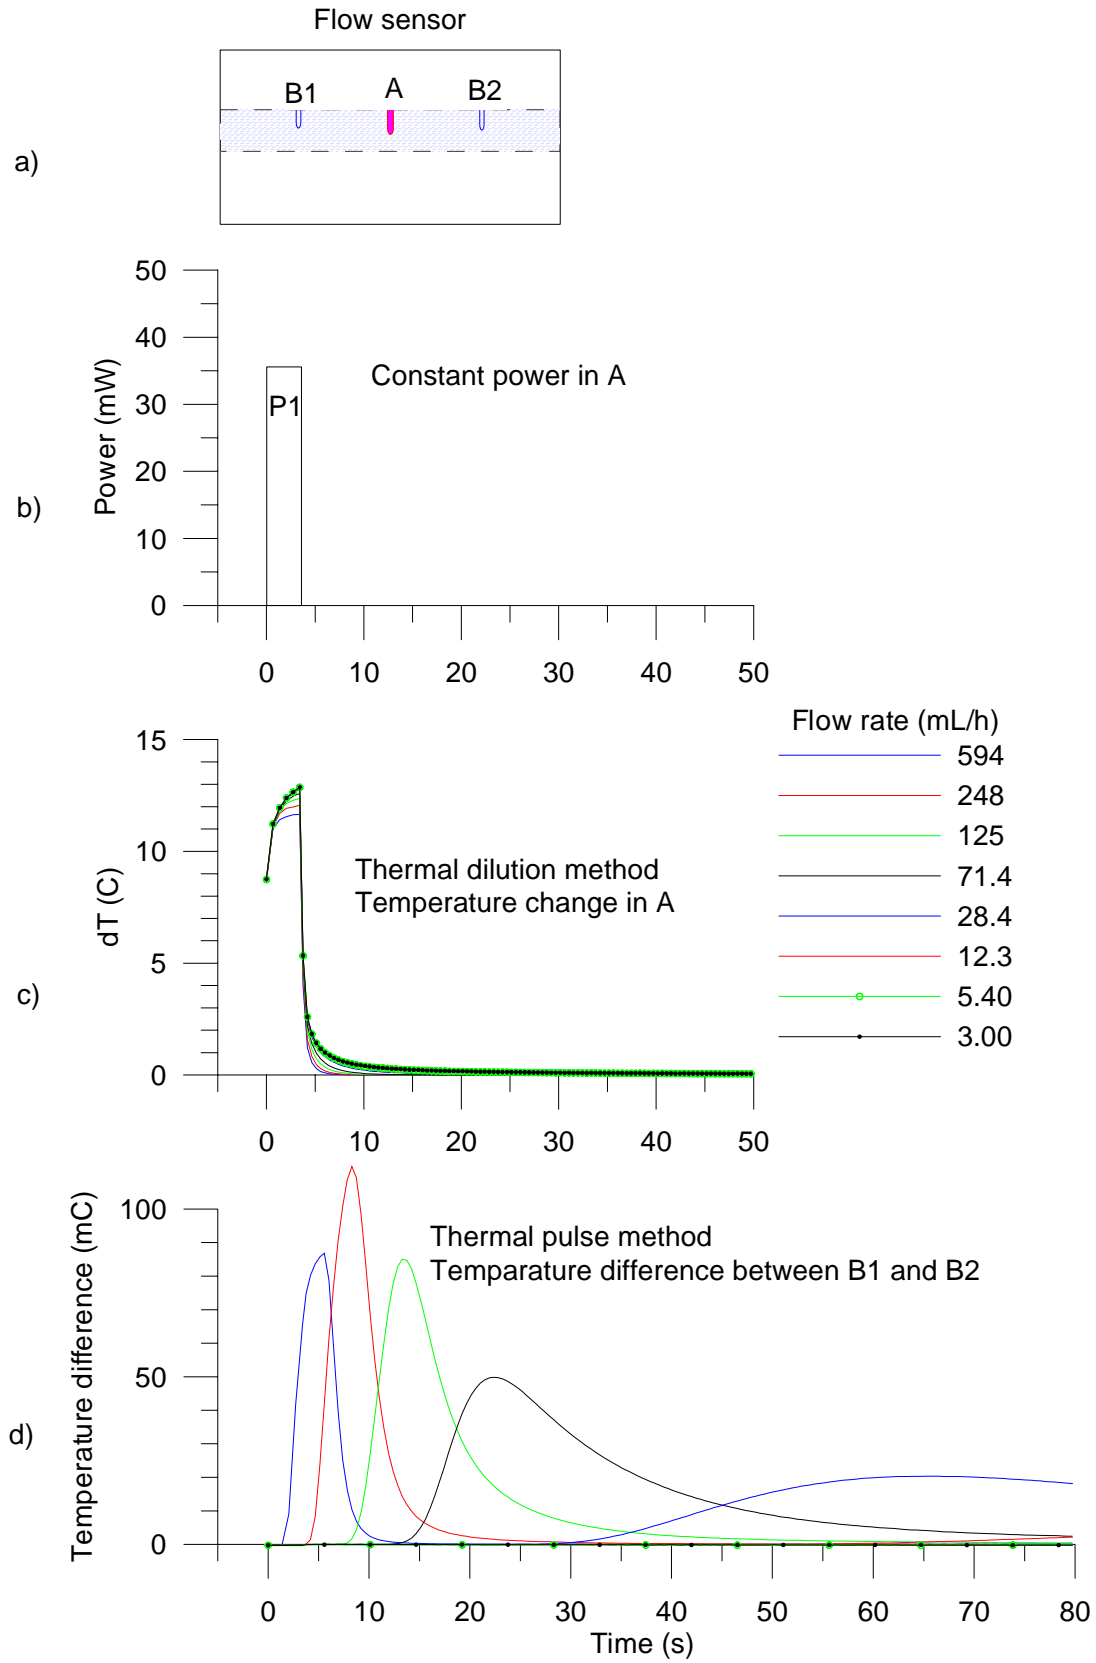 Flow sensor
B1 A B2
a)
50
40
30
20
10
0
Power (mW)
P1
Constant power in A
b)
0 10 20 30 40 50
15
10
5
0
dT (C)
Thermal dilution method
Temperature change in A
c)
0 10 20 30 40 50
Flow rate (mL/h)
594
248
125
71.4
28.4
12.3
5.40
3.00
100
50
0
Temperature difference (mC)
Thermal pulse method
Temparature difference between B1 and B2
d)
0 10 20 30 40 50 60 70 80
Time (s)